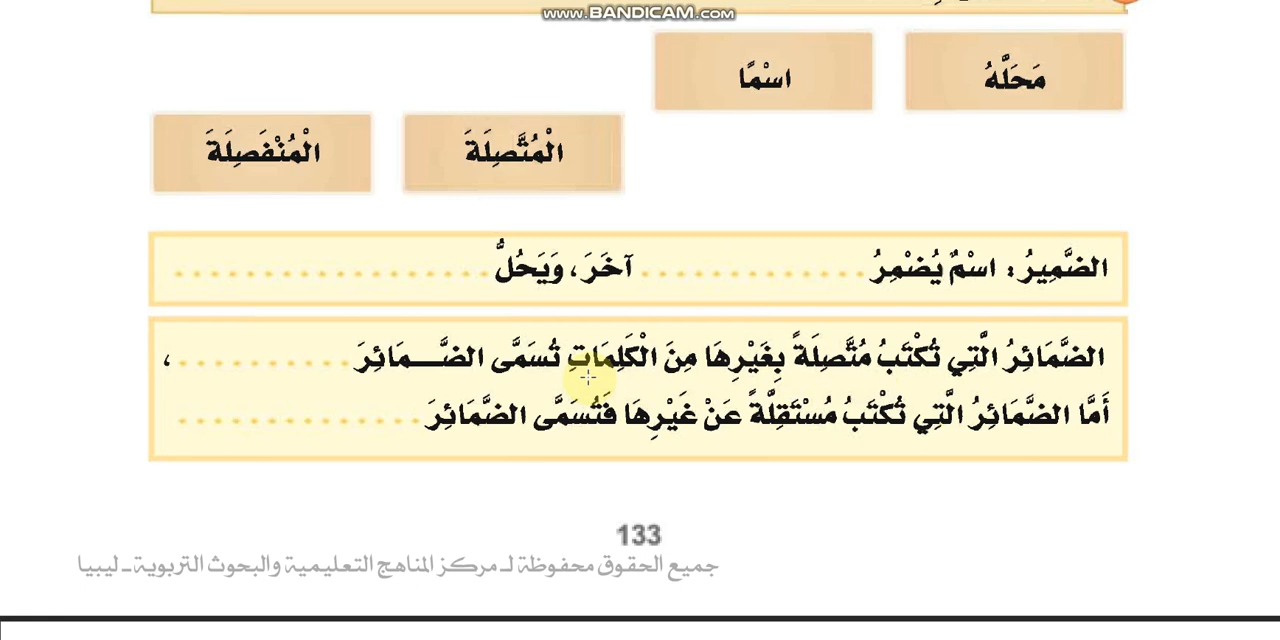 www.BANDICAM.com
مَحَلَّهُ
اسْمًا
الْمُتَّصِلَةَ
الْمُنْفَصِلَةَ
الضَّمِيرُ: اسْمٌ يُضْمِرُ ............. آخَرَ، وَيَحُلُّ ..................
الضَّمَائِرُ الَّتِي تُكْتَبُ مُتَّصِلَةً بِغَيْرِهَا مِنَ الْكَلِمَاتِ تُسَمَّى الضَّـــمَائِرَ ............ ،
أَمَّا الضَّمَائِرُ الَّتِي تُكْتَبُ مُسْتَقِلَّةً عَنْ غَيْرِهَا فَتُسَمَّى الضَّمَائِرَ ..............
133
جميع الحقوق محفوظة لـ مركز المناهج التعليمية والبحوث التربوية ـ ليبيا